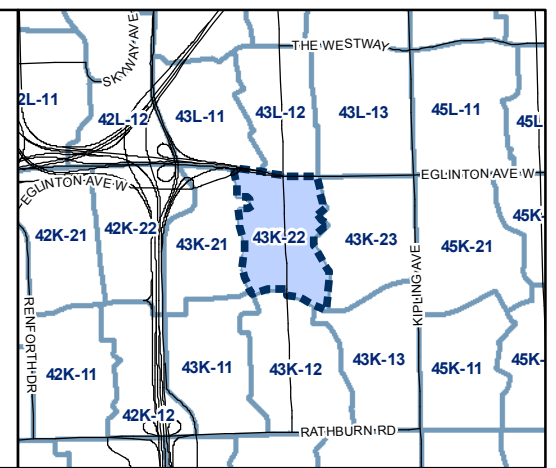 SKYWAY AVE
THE WESTWAY
2L-11
42L-12
43L-11
43L-12
43L-13
45L-11
45L
EGLINTON AVE W
EGLINTON AVE W
42K-21
42K-22
43K-21
43K-22
43K-23
45K-21
45K-
RENFORTH DR
KIPLING AVE
42K-11
42K-12
43K-11
43K-12
43K-13
45K-11
45K-
RATHBURN RD